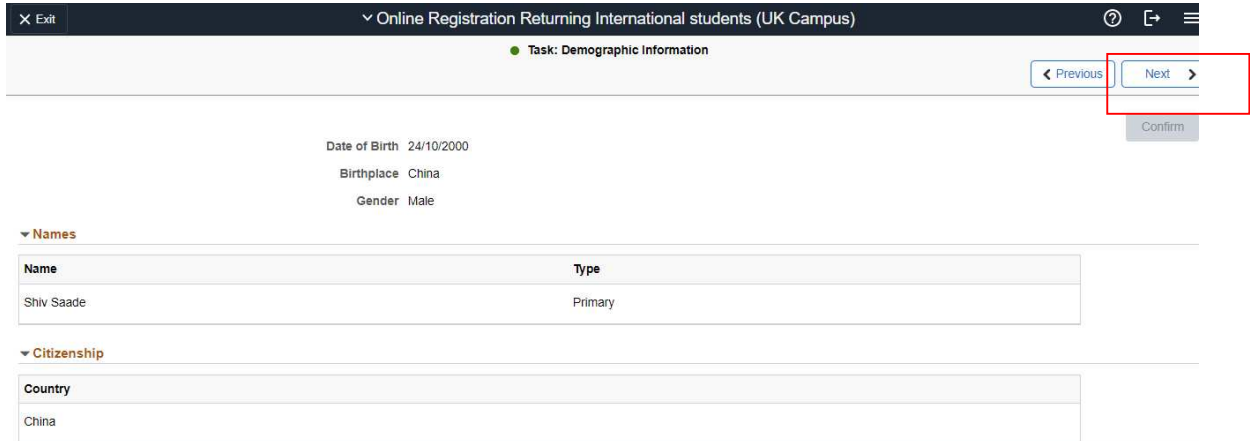 Exit
Online Registration Returning International students (UK Campus)
Task: Demographic Information
Previous
Next
Confirm
Date of Birth 24/10/2000
Birthplace China
Gender Male
Names
Name Type
Shiv Saade Primary
Citizenship
Country
China